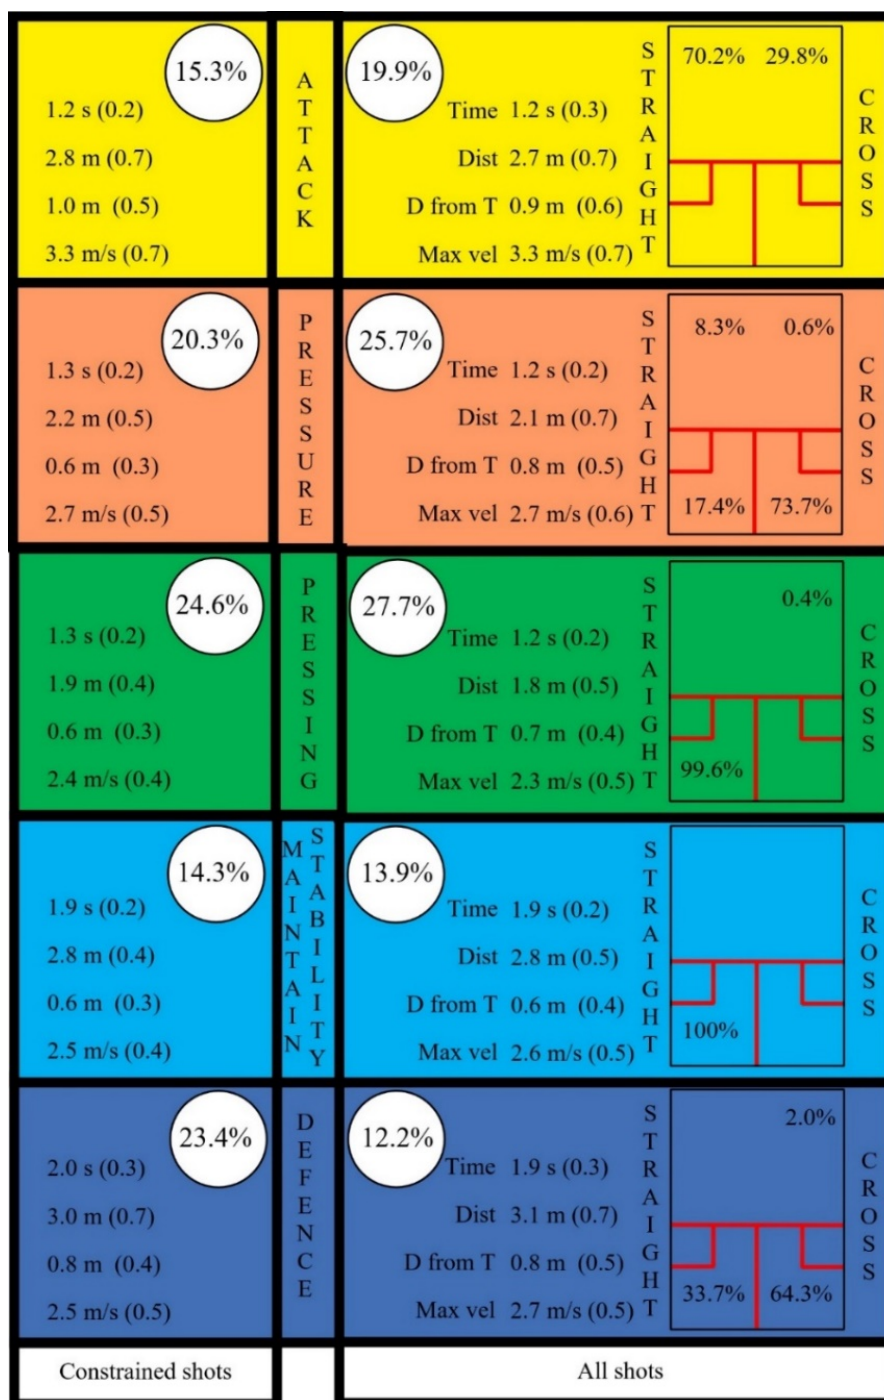 15.3%
1.2 s (0.2)
2.8 m (0.7)
1.0 m (0.5)
3.3 m/s (0.7)
ATTACK
19.9%
Time 1.2 s (0.3)
Dist 2.7 m (0.7)
D from T 0.9 m (0.6)
Max vel 3.3 m/s (0.7)
STRAIGHT
70.2% 29.8%
CROSS
20.3%
1.3 s (0.2)
2.2 m (0.5)
0.6 m (0.3)
2.7 m/s (0.5)
PRESSURE
25.7%
Time 1.2 s (0.2)
Dist 2.1 m (0.7)
D from T 0.8 m (0.5)
Max vel 2.7 m/s (0.6)
STRAIGHT
8.3% 0.6%
17.4% 73.7%
CROSS
24.6%
1.3 s (0.2)
1.9 m (0.4)
0.6 m (0.3)
2.4 m/s (0.4)
PRESSING
27.7%
Time 1.2 s (0.2)
Dist 1.8 m (0.5)
D from T 0.7 m (0.4)
Max vel 2.3 m/s (0.5)
STRAIGHT
0.4%
99.6%
CROSS
14.3%
1.9 s (0.2)
2.8 m (0.4)
0.6 m (0.3)
2.5 m/s (0.4)
MAINTAIN
STABILITY
13.9%
Time 1.9 s (0.2)
Dist 2.8 m (0.5)
D from T 0.6 m (0.4)
Max vel 2.6 m/s (0.5)
STRAIGHT
100%
CROSS
23.4%
2.0 s (0.3)
3.0 m (0.7)
0.8 m (0.4)
2.5 m/s (0.5)
DEFENCE
12.2%
Time 1.9 s (0.3)
Dist 3.1 m (0.7)
D from T 0.8 m (0.5)
Max vel 2.7 m/s (0.5)
STRAIGHT
2.0%
33.7% 64.3%
CROSS
Constrained shots
All shots